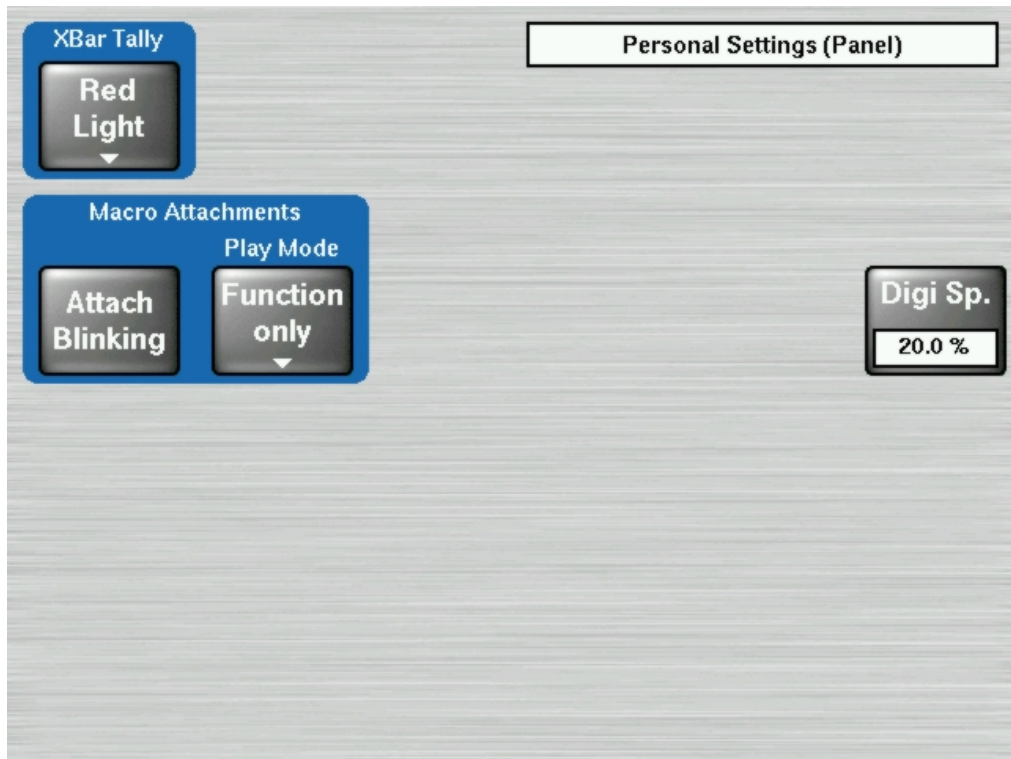 XBar Tally
Personal Settings (Panel)
Red
Light
Macro Attachments
Play Mode
Attach
Blinking
Function
only
Digi Sp.
20.0 %